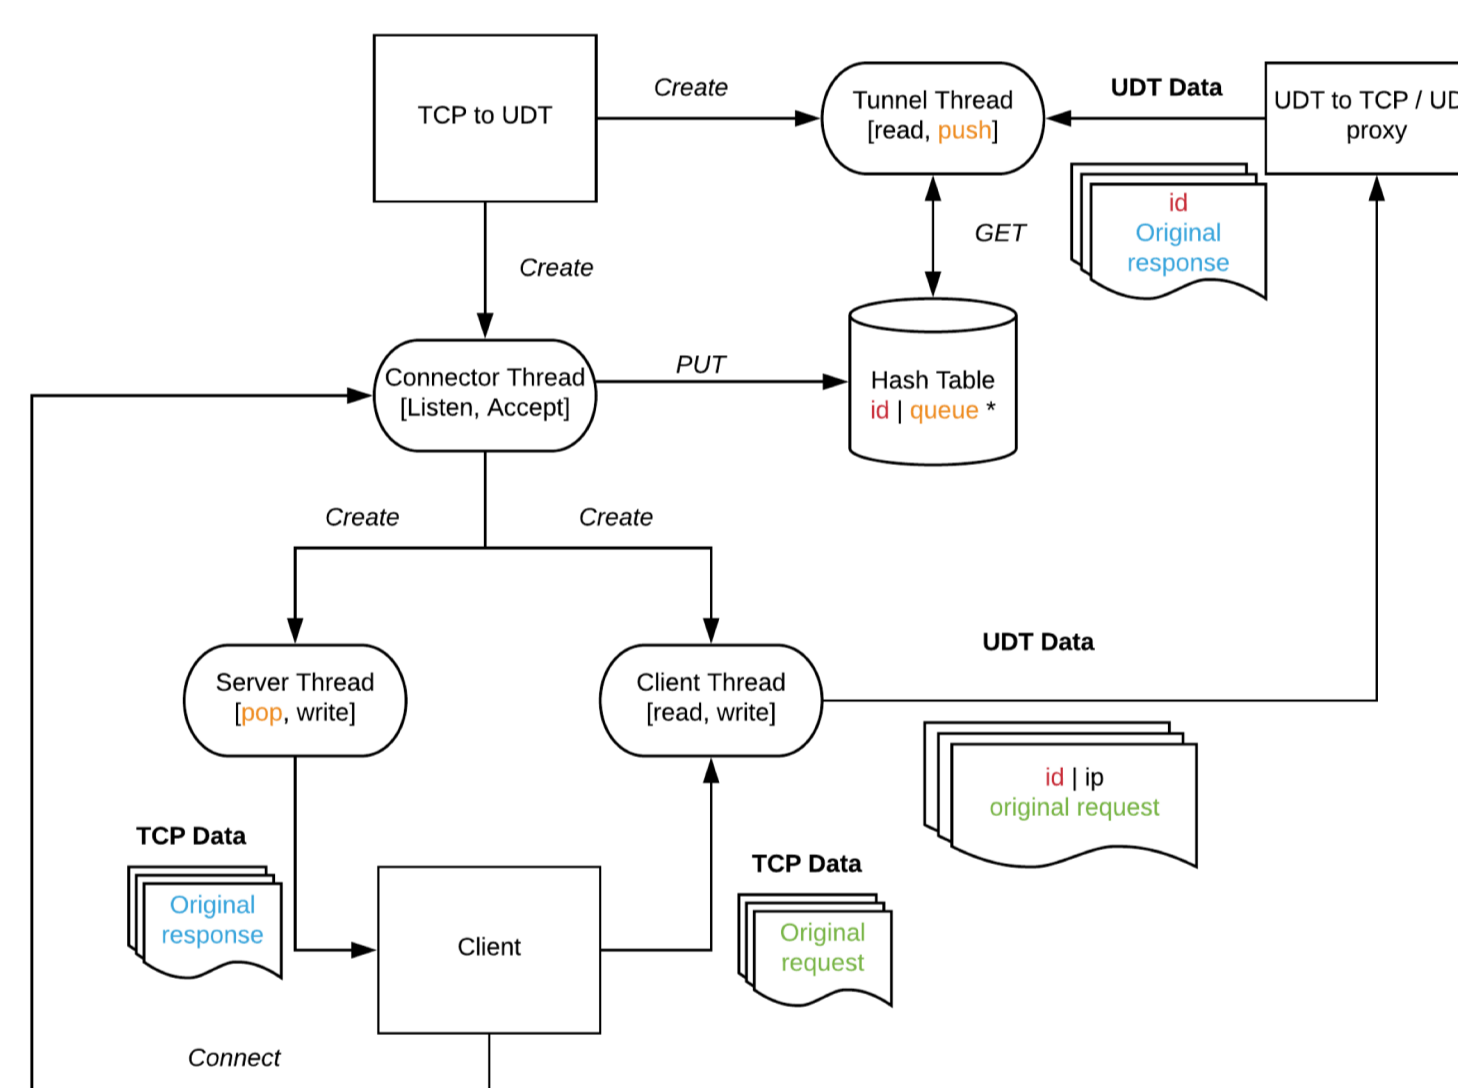 TCP to UDT
Create
Tunnel Thread
[read, push]
UDT Data
UDT to TCP / UD
proxy
id
Original
response
GET
Create
Connector Thread
[Listen, Accept]
PUT
Hash Table
id | queue *
Create
Create
Server Thread
[pop, write]
Client Thread
[read, write]
UDT Data
id | ip
original request
TCP Data
Original
response
Client
TCP Data
Original
request
Connect